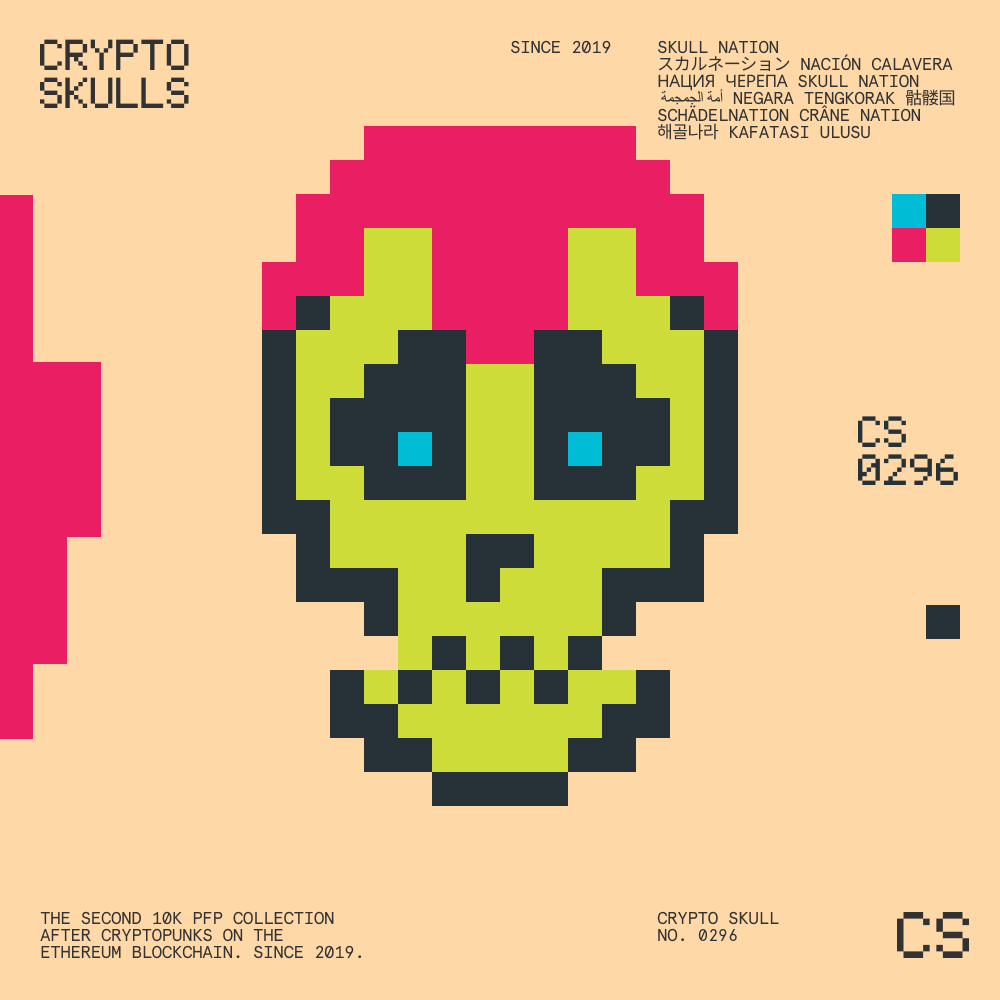 CRYPTO
SKULLS
SINCE 2019
SKULL NATION
スカルネーション NACIÓN CALAVERA
НАЦИЯ ЧЕРЕПА SKULL NATION
أمة الجمجمة NEGARA TENGKORAK 骷髅国
SCHÄDELNATION CRÂNE NATION
해골나라 KAFATASI ULUSU
CS
0296
THE SECOND 10K PFP COLLECTION
AFTER CRYPTOPUNKS ON THE
ETHEREUM BLOCKCHAIN. SINCE 2019.
CRYPTO SKULL
NO. 0296
CS